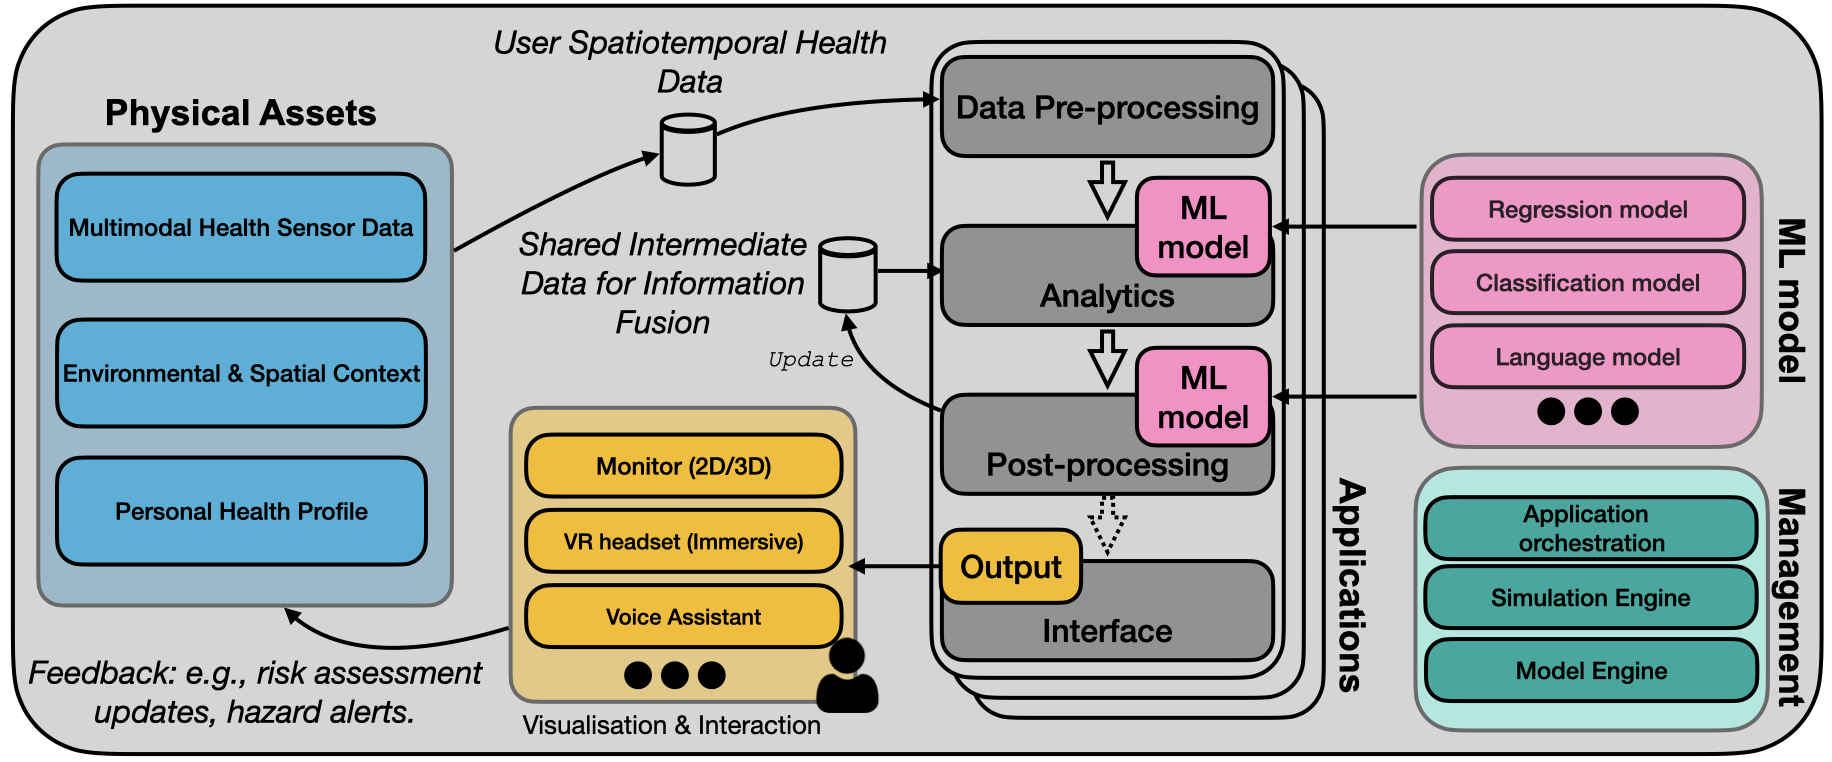 User Spatiotemporal Health
Data
Physical Assets
Multimodal Health Sensor Data
Environmental & Spatial Context
Personal Health Profile
Shared Intermediate
Data for Information
Fusion
Update
Data Pre-processing
ML
model
Analytics
ML
model
Post-processing
Output
Interface
Applications
Regression model
Classification model
Language model
ML model
Application
orchestration
Simulation Engine
Model Engine
Management
Monitor (2D/3D)
VR headset (Immersive)
Voice Assistant
Visualisation & Interaction
Feedback: e.g., risk assessment
updates, hazard alerts.